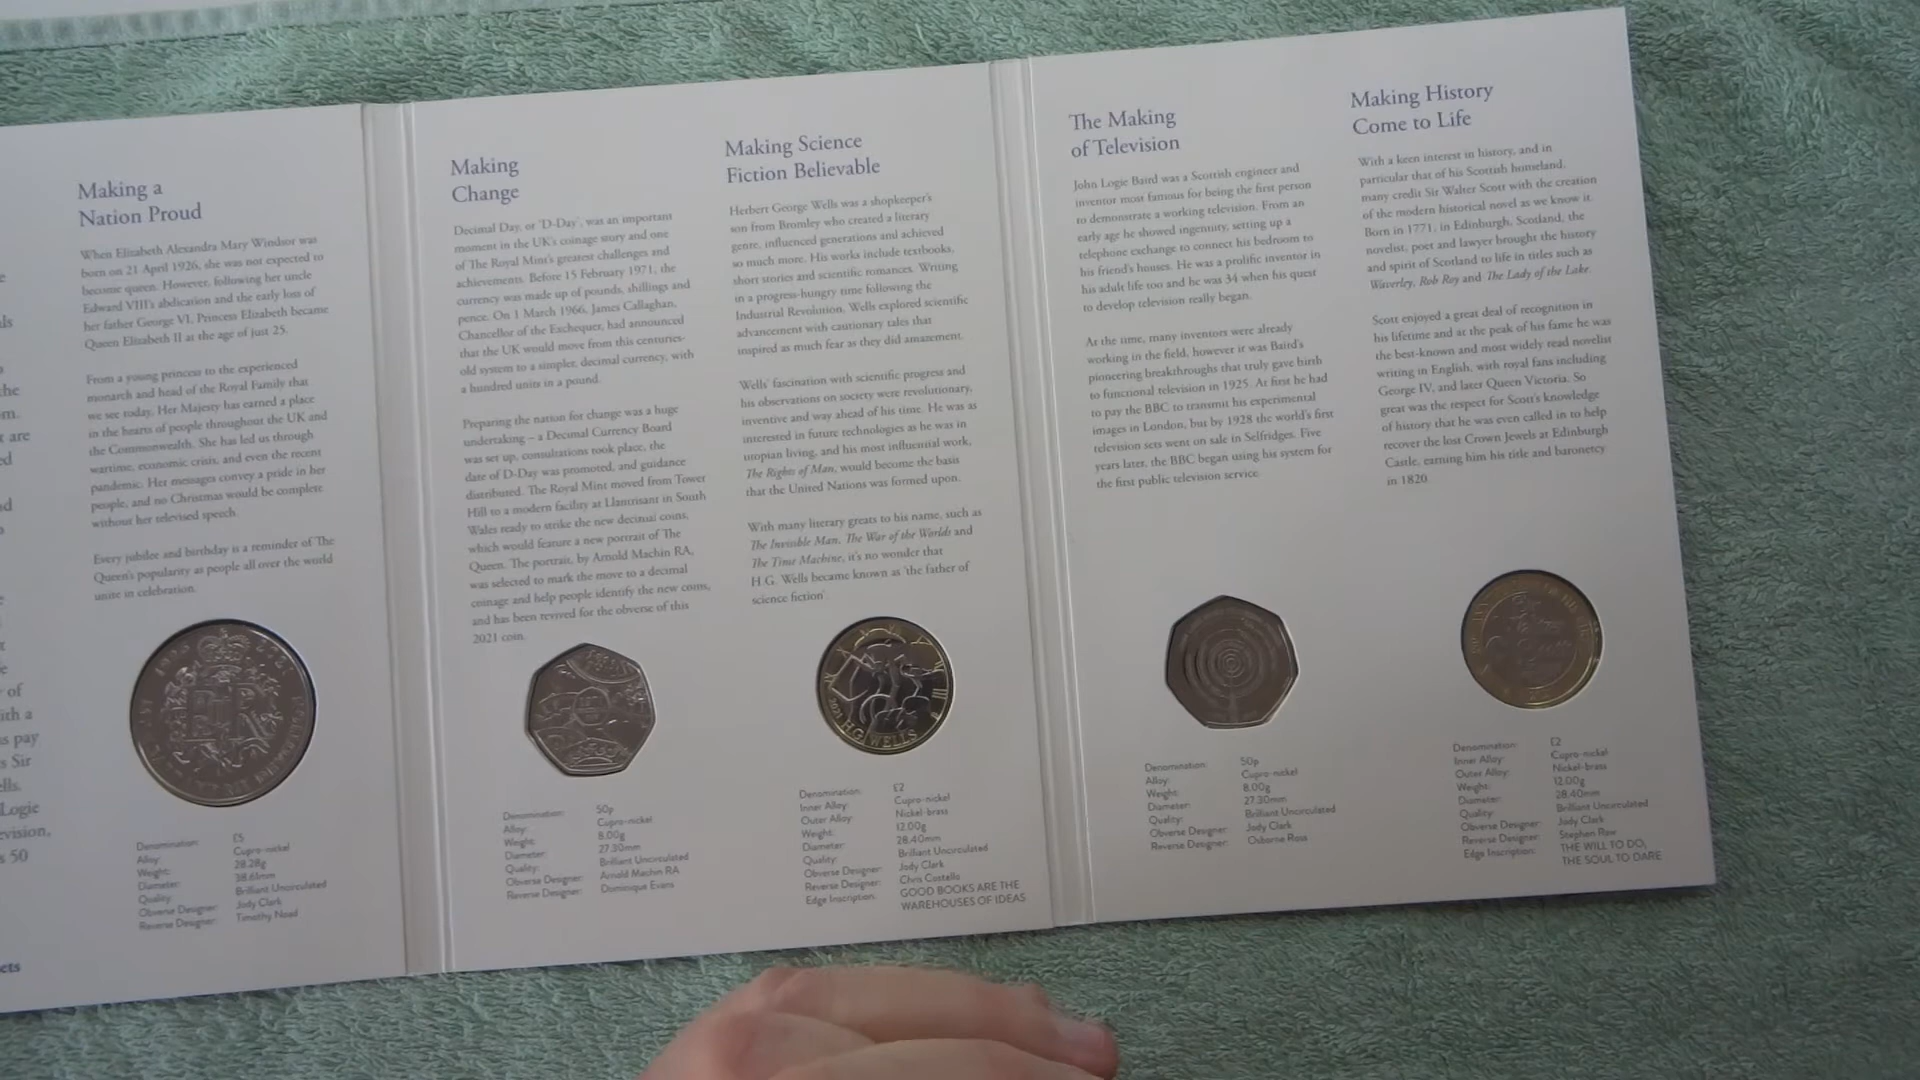 Making a
Nation Proud
When Elizabeth Alexandra Mary Windsor was
born on 21 April 1926, she was not expected to
become queen. However, following her uncle
Edward VIII's abdication and the early loss of
her father George VI, Princess Elizabeth became
Queen Elizabeth II at the age of just 25.
From a young princess to the experienced
monarch and head of the Royal Family that
we see today, Her Majesty has earned a place
in the hearts of people throughout the UK and
the Commonwealth. She has led us through
wartime, economic crisis, and even the recent
pandemic. Her messages convey a pride in her
people, and no Christmas would be complete
without her televised speech.
Every jubilee and birthday is a reminder of The
Queen's popularity as people all over the world
unite in celebration.
Denomination: £5
Alloy: Cupro-nickel
Weight: 28.28g
Diameter: 38.61mm
Quality: Brilliant Uncirculated
Obverse Designer: Jody Clark
Reverse Designer: Timothy Noad
Making
Change
Decimal Day, or 'D-Day', was an important
moment in the UK's coinage story and one
of The Royal Mint's greatest challenges and
achievements. Before 15 February 1971, the
currency was made up of pounds, shillings and
pence. On 1 March 1966, James Callaghan,
Chancellor of the Exchequer, had announced
that the UK would move from this centuries-
old system to a simpler, decimal currency, with
a hundred units in a pound.
Preparing the nation for change was a huge
undertaking – a Decimal Currency Board
was set up, consultations took place, the
date of D-Day was promoted, and guidance
distributed. The Royal Mint moved from Tower
Hill to a modern facility at Llantrisant in South
Wales ready to strike the new decimal coins,
which would feature a new portrait of The
Queen. The portrait, by Arnold Machin RA,
was selected to mark the move to a decimal
coinage and help people identify the new coins,
and has been revived for the obverse of this
2021 coin.
Denomination: 50p
Alloy: Cupro-nickel
Weight: 8.00g
Diameter: 27.30mm
Quality: Brilliant Uncirculated
Obverse Designer: Arnold Machin RA
Reverse Designer: Dominique Evans
Making Science
Fiction Believable
Herbert George Wells was a shopkeeper's
son from Bromley who created a literary
genre, influenced generations and achieved
so much more. His works include textbooks,
short stories and scientific romances. Writing
in a progress-hungry time following the
Industrial Revolution, Wells explored scientific
advancement with cautionary tales that
inspired as much fear as they did amazement.
Wells' fascination with scientific progress and
his observations on society were revolutionary,
inventive and way ahead of his time. He was as
interested in future technologies as he was in
utopian living, and his most influential work,
The Rights of Man, would become the basis
that the United Nations was formed upon.
With many literary greats to his name, such as
The Invisible Man, The War of the Worlds and
The Time Machine, it's no wonder that
H.G. Wells became known as 'the father of
science fiction'.
2021 H.G. WELLS
Denomination: £2
Inner Alloy: Cupro-nickel
Outer Alloy: Nickel-brass
Weight: 12.00g
Diameter: 28.40mm
Quality: Brilliant Uncirculated
Obverse Designer: Jody Clark
Reverse Designer: Chris Costello
Edge Inscription: GOOD BOOKS ARE THE
WAREHOUSES OF IDEAS
The Making
of Television
John Logie Baird was a Scottish engineer and
inventor most famous for being the first person
to demonstrate a working television. From an
early age he showed ingenuity, setting up a
telephone exchange to connect his bedroom to
his friend's houses. He was a prolific inventor in
his adult life too and he was 34 when his quest
to develop television really began.
At the time, many inventors were already
working in the field, however it was Baird's
pioneering breakthroughs that truly gave birth
to functional television in 1925. At first he had
to pay the BBC to transmit his experimental
images in London, but by 1928 the world's first
television sets went on sale in Selfridges. Five
years later, the BBC began using his system for
the first public television service.
Denomination: 50p
Alloy: Cupro-nickel
Weight: 8.00g
Diameter: 27.30mm
Quality: Brilliant Uncirculated
Obverse Designer: Jody Clark
Reverse Designer: Osborne Ross
Making History
Come to Life
With a keen interest in history, and in
particular that of his Scottish homeland,
many credit Sir Walter Scott with the creation
of the modern historical novel as we know it.
Born in 1771, in Edinburgh, Scotland, the
novelist, poet and lawyer brought the history
and spirit of Scotland to life in titles such as
Waverley, Rob Roy and The Lady of the Lake.
Scott enjoyed a great deal of recognition in
his lifetime and at the peak of his fame he was
the best-known and most widely read novelist
writing in English, with royal fans including
George IV, and later Queen Victoria. So
great was the respect for Scott's knowledge
of history that he was even called in to help
recover the lost Crown Jewels at Edinburgh
Castle, earning him his title and baronetcy
in 1820.
Denomination: £2
Inner Alloy: Cupro-nickel
Outer Alloy: Nickel-brass
Weight: 12.00g
Diameter: 28.40mm
Quality: Brilliant Uncirculated
Obverse Designer: Jody Clark
Reverse Designer: Stephen Raw
Edge Inscription: THE WILL TO DO,
THE SOUL TO DARE
of
pay
Sir
Logie
50